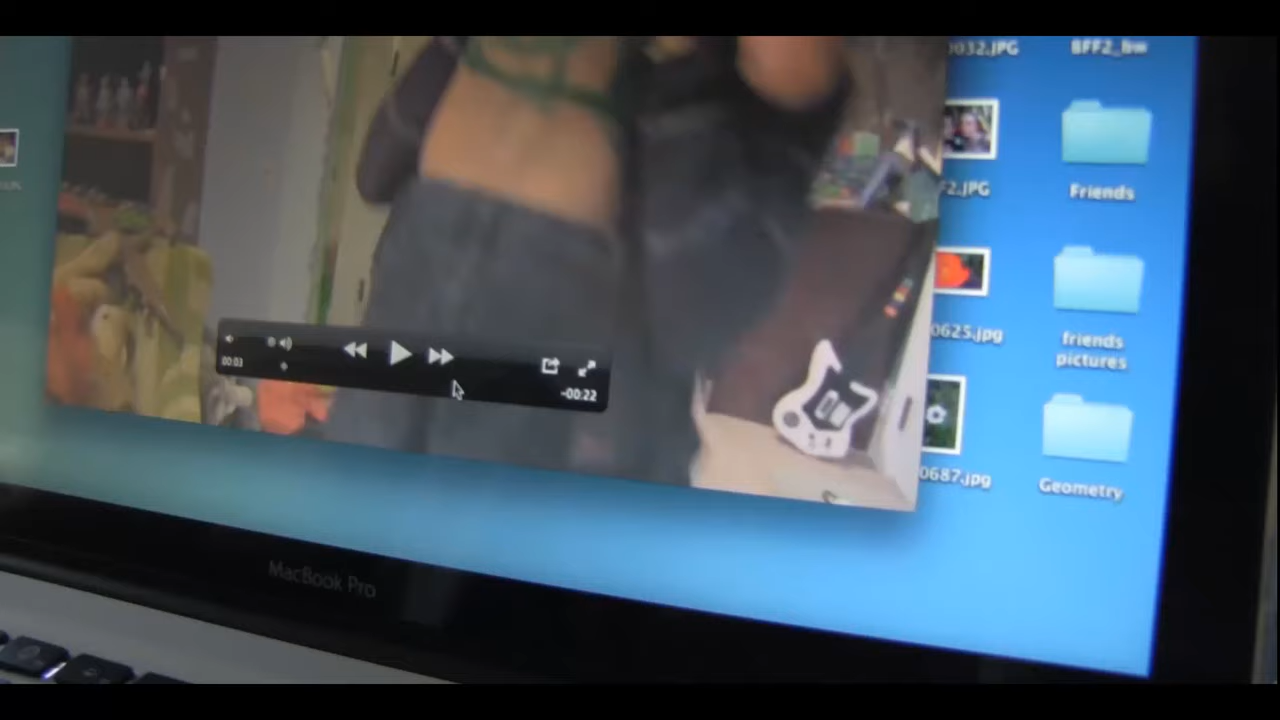 0032.JPG
BFF2_bw
F2.JPG
Friends
0625.jpg
friends
pictures
0687.jpg
Geometry
00:03
-00:22
MacBook Pro